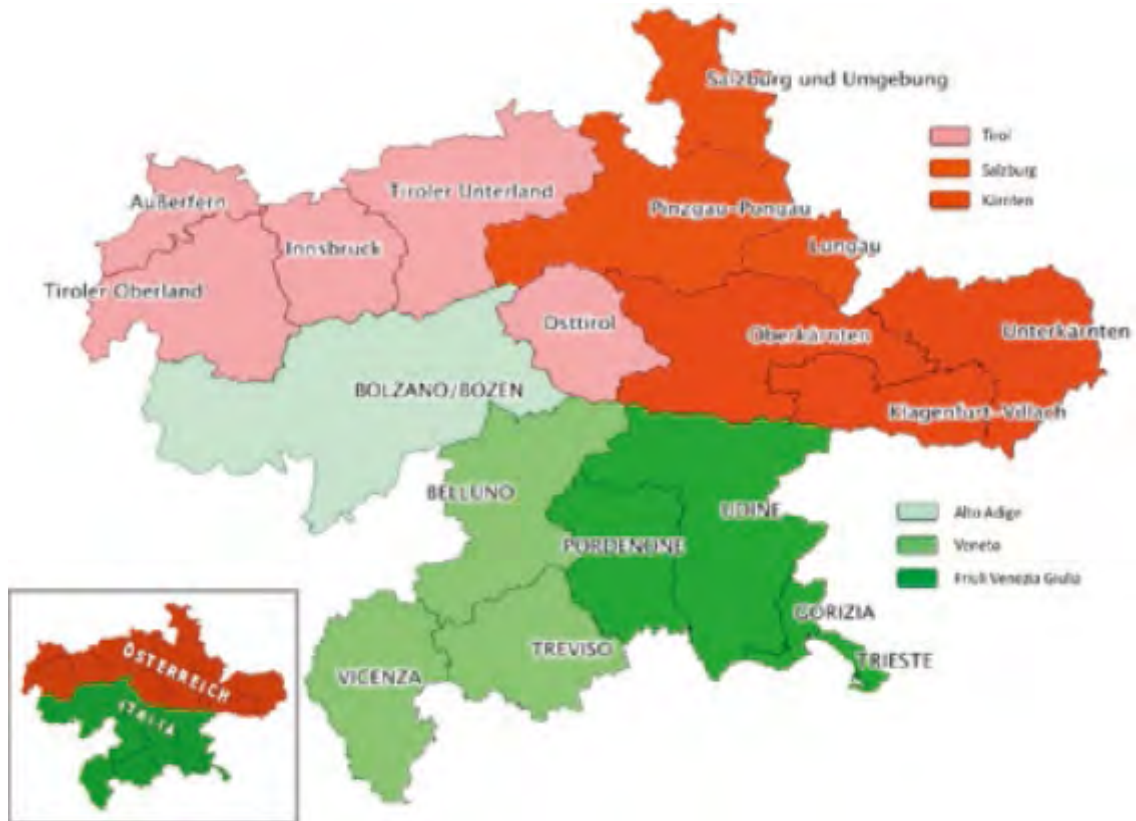 Salzburg und Umgebung
Tirol
Salzburg
Kärnten
Tiroler Unterland
Außerfern
Pinzgau-Pongau
Innsbruck
Lungau
Tiroler Oberland
Osttirol
Oberkärnten
Unterkärnten
BOLZANO/BOZEN
Klagenfurt-Villach
BELLUNO
UDINE
Alto Adige
PORDENONE
Veneto
Friuli Venezia Giulia
GORIZIA
TREVISO
TRIESTE
VICENZA
ÖSTERREICH
ITALIA